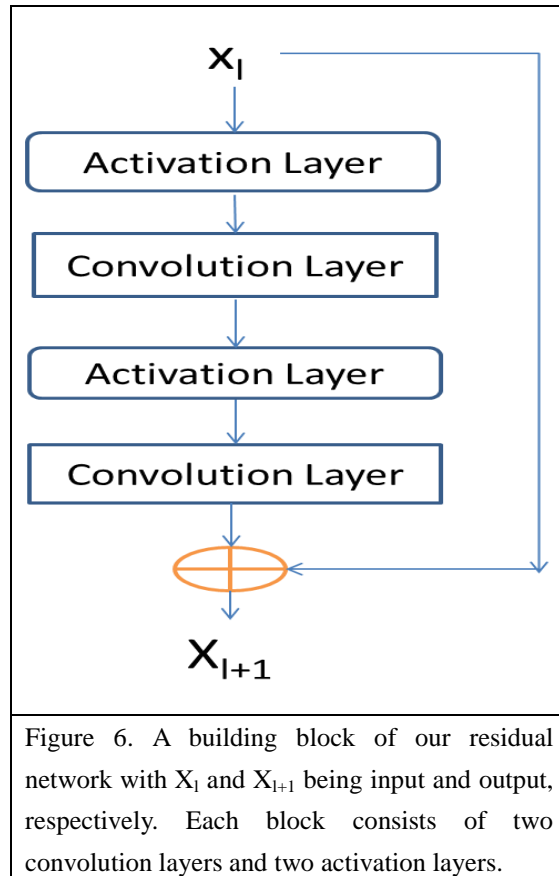 x_l
Activation Layer
Convolution Layer
Activation Layer
Convolution Layer
X_{l+1}
Figure 6. A building block of our residual
network with X_l and X_{l+1} being input and output,
respectively. Each block consists of two
convolution layers and two activation layers.